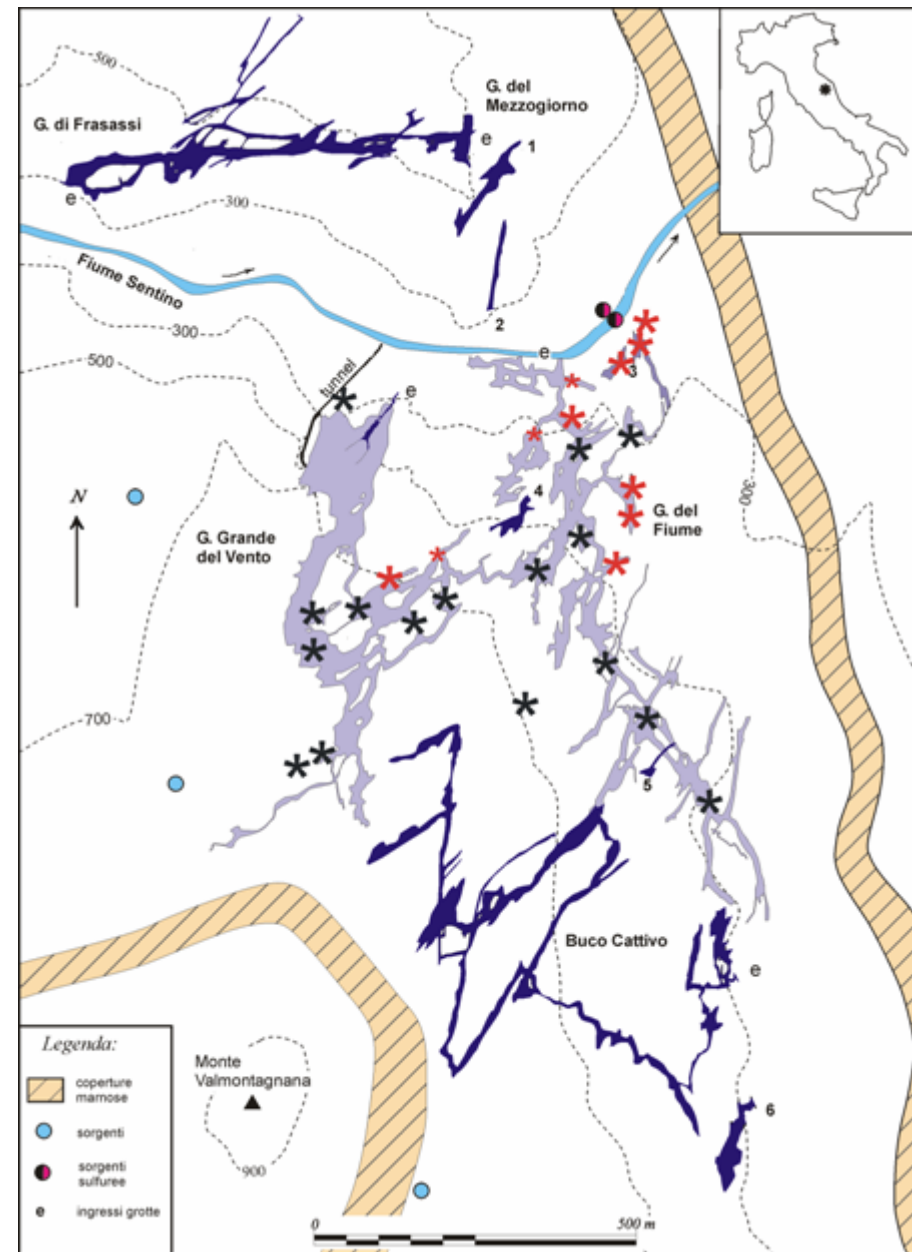 500
G. del
Mezzogiorno
G. di Frasassi
e
1
e
300
Fiume Sentino
2
300
e
3
500
tunnel
e
N
4
300
G. Grande
del Vento
G. del
Fiume
700
5
Buco Cattivo
e
6
Legenda:
coperture
marnose
sorgenti
sorgenti
sulfuree
e ingressi grotte
Monte
Valmontagnana
900
0 500 m